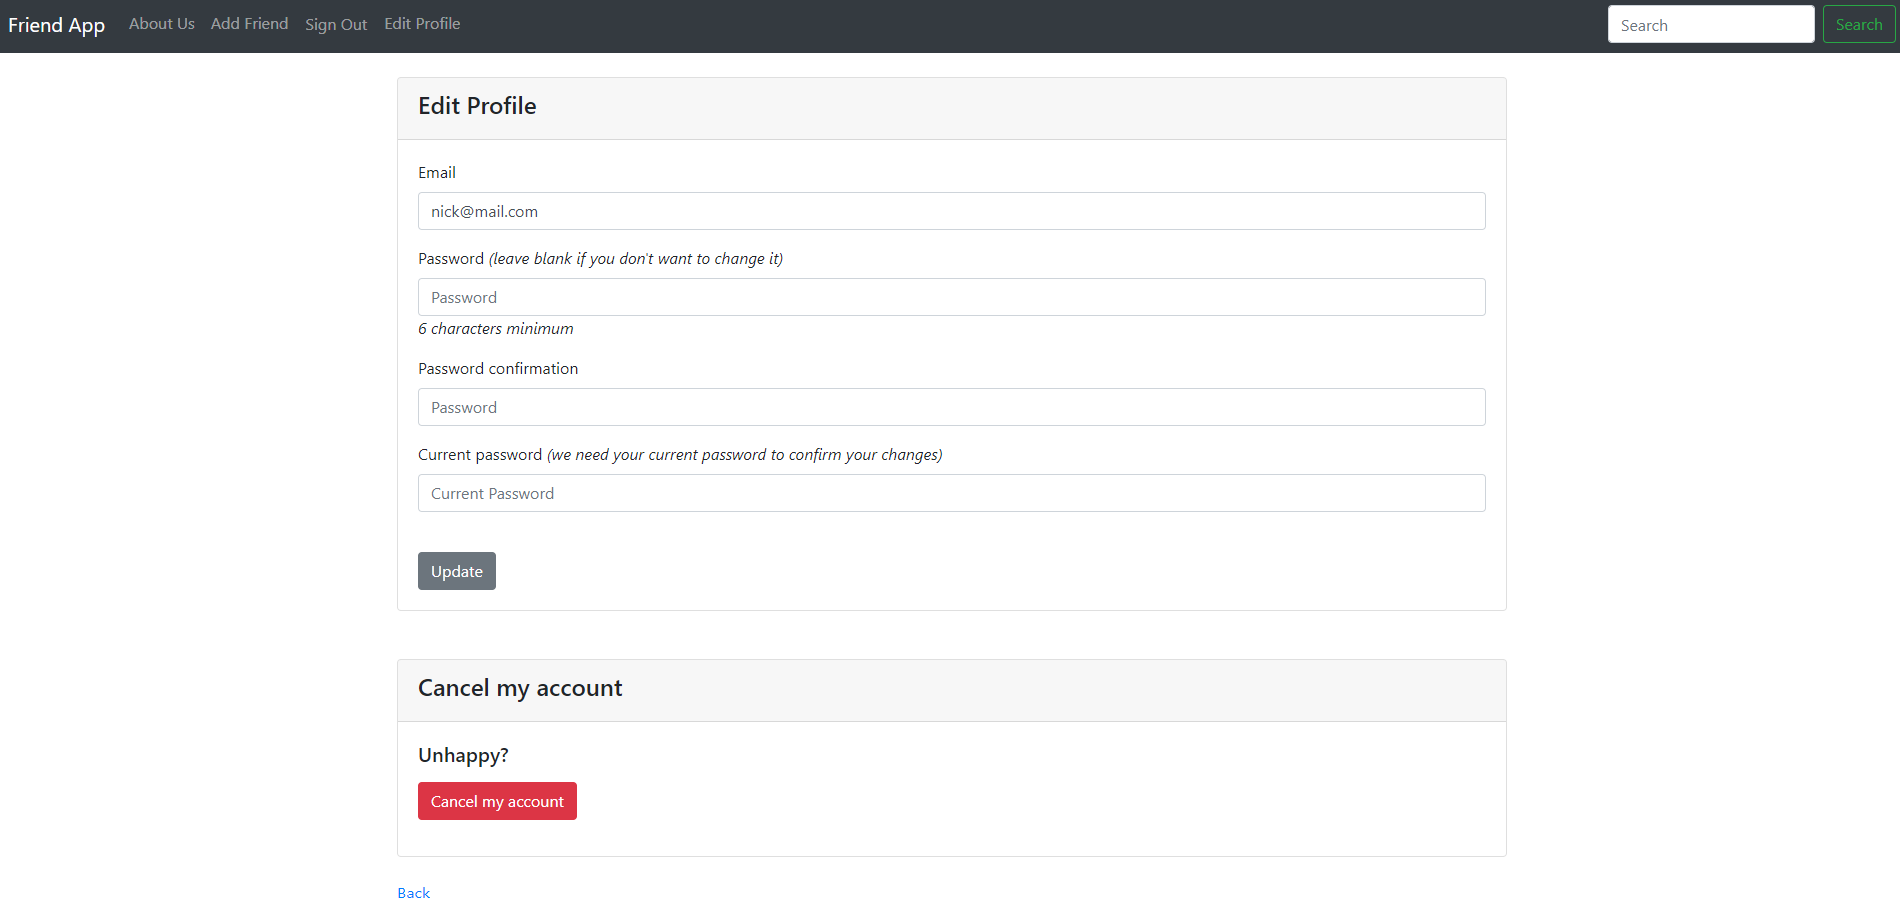 Friend App About Us Add Friend Sign Out Edit Profile Search Search
Edit Profile
Email
nick@mail.com
Password (leave blank if you don't want to change it)
Password
6 characters minimum
Password confirmation
Password
Current password (we need your current password to confirm your changes)
Current Password
Update
Cancel my account
Unhappy?
Cancel my account
Back